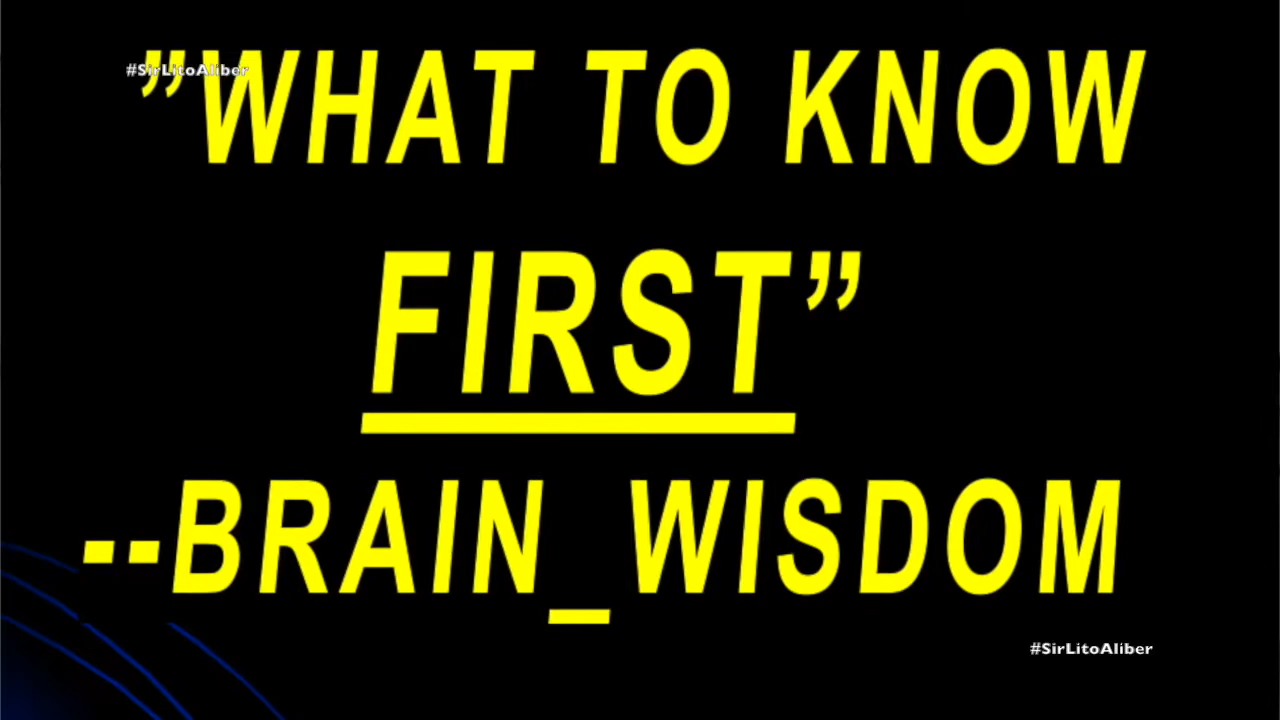 #SirLitoAliber
”WHAT TO KNOW
FIRST”
--BRAIN_WISDOM
#SirLitoAliber